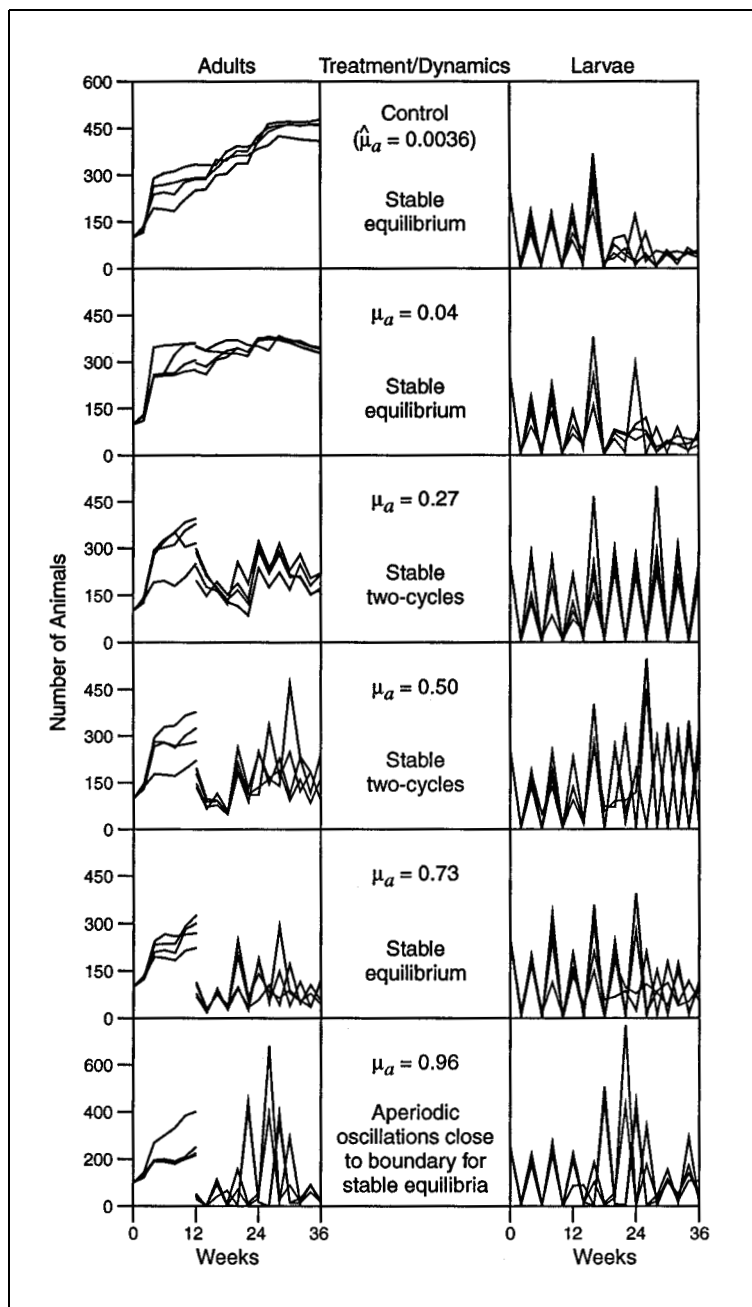 Adults
Treatment/Dynamics
Larvae
Number of Animals
600
450
300
150
0
Control
(μ̂a = 0.0036)
Stable
equilibrium
450
300
150
0
μa = 0.04
Stable
equilibrium
450
300
150
0
μa = 0.27
Stable
two-cycles
450
300
150
0
μa = 0.50
Stable
two-cycles
450
300
150
0
μa = 0.73
Stable
equilibrium
600
400
200
0
μa = 0.96
Aperiodic
oscillations close
to boundary for
stable equilibria
0 12 24 36
Weeks
0 12 24 36
Weeks